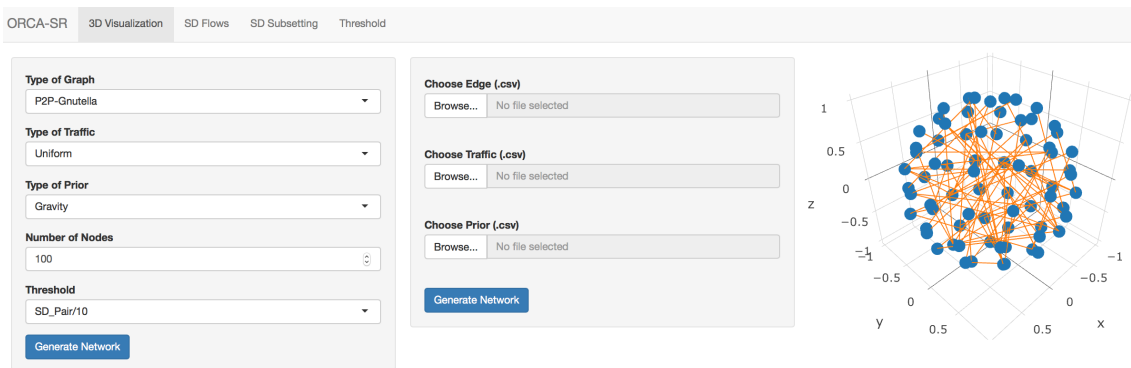 ORCA-SR 3D Visualization SD Flows SD Subsetting Threshold
Type of Graph
P2P-Gnutella
Type of Traffic
Uniform
Type of Prior
Gravity
Number of Nodes
100
Threshold
SD_Pair/10
Generate Network
Choose Edge (.csv)
Browse... No file selected
Choose Traffic (.csv)
Browse... No file selected
Choose Prior (.csv)
Browse... No file selected
Generate Network
1
0.5
0
z
−0.5
−1
−1
−0.5
0
y
0.5
−1
−0.5
0
x
0.5